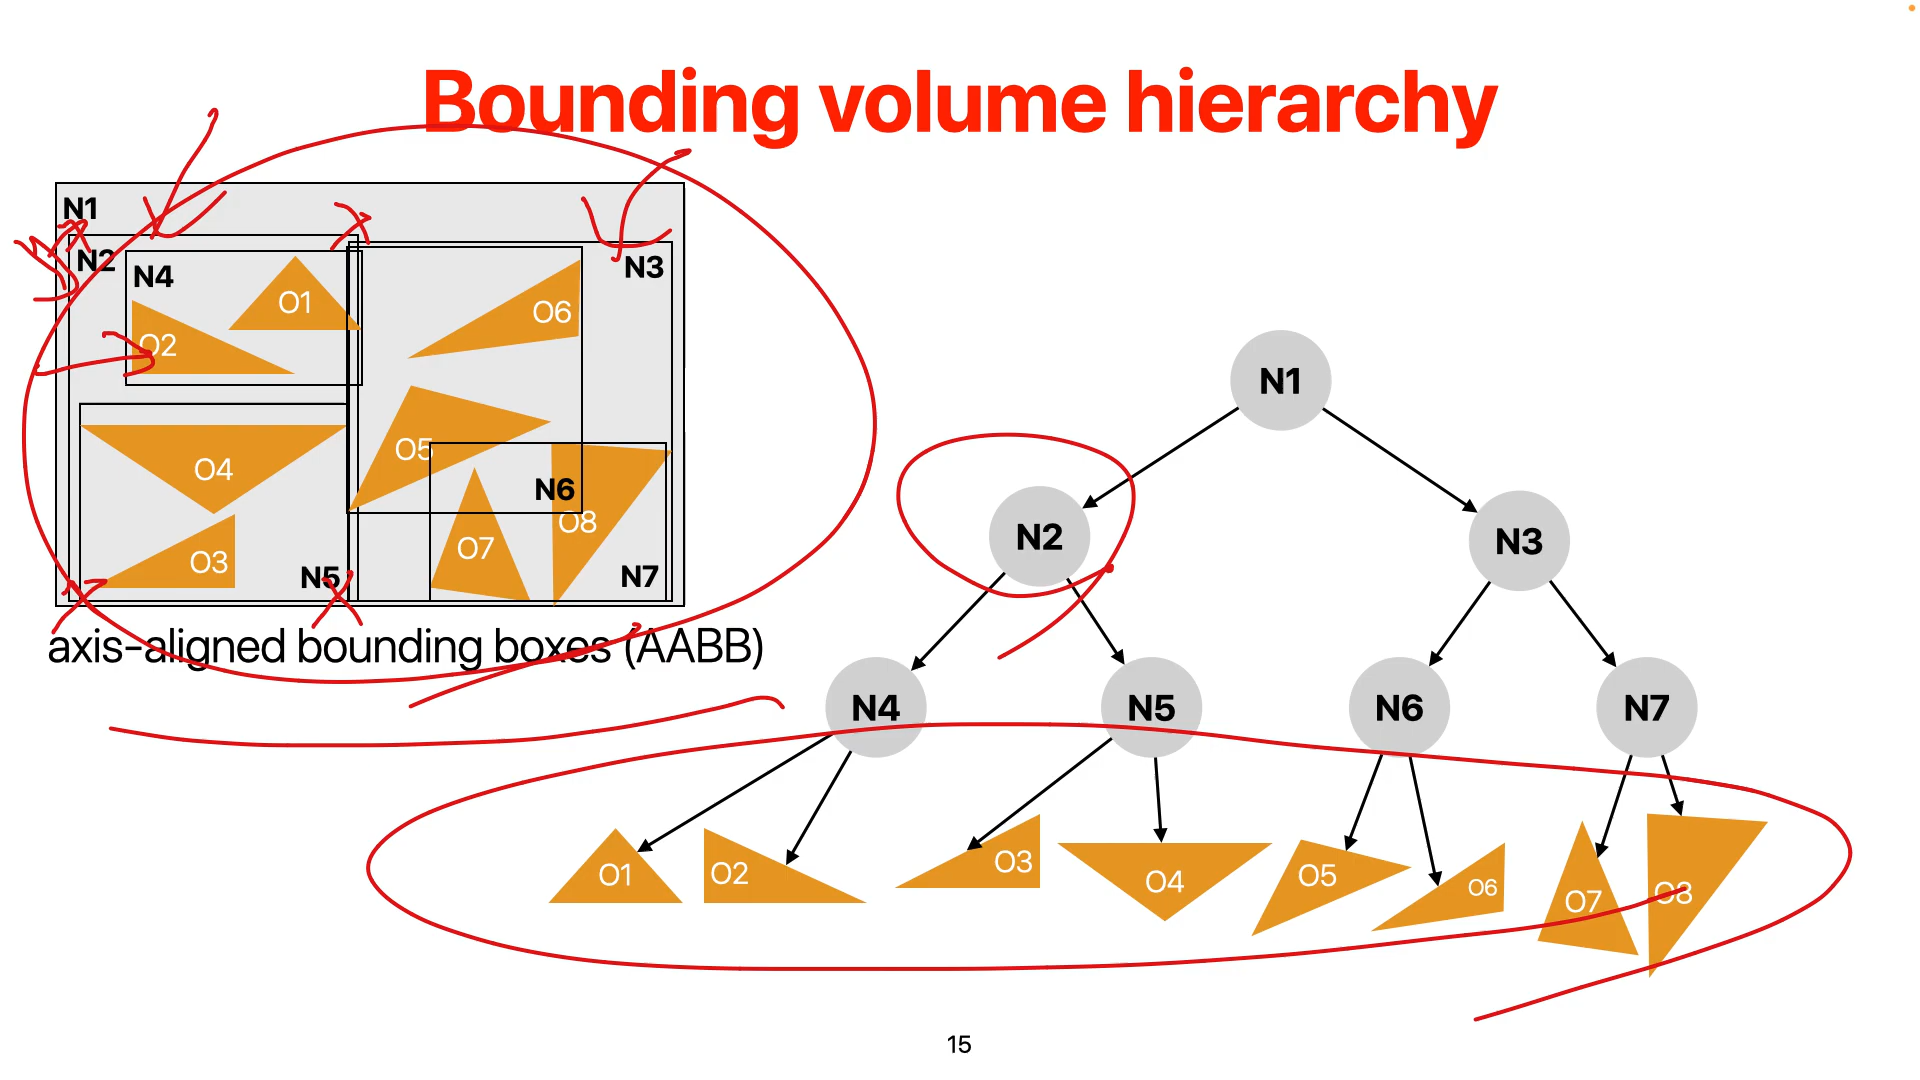 Bounding volume hierarchy
N1
N2
N4
N3
O1
O6
O2
O5
O4
N6
O8
O7
O3
N5
N7
axis-aligned bounding boxes (AABB)
N1
N2
N3
N4
N5
N6
N7
O1
O2
O3
O4
O5
O6
O7
O8
15